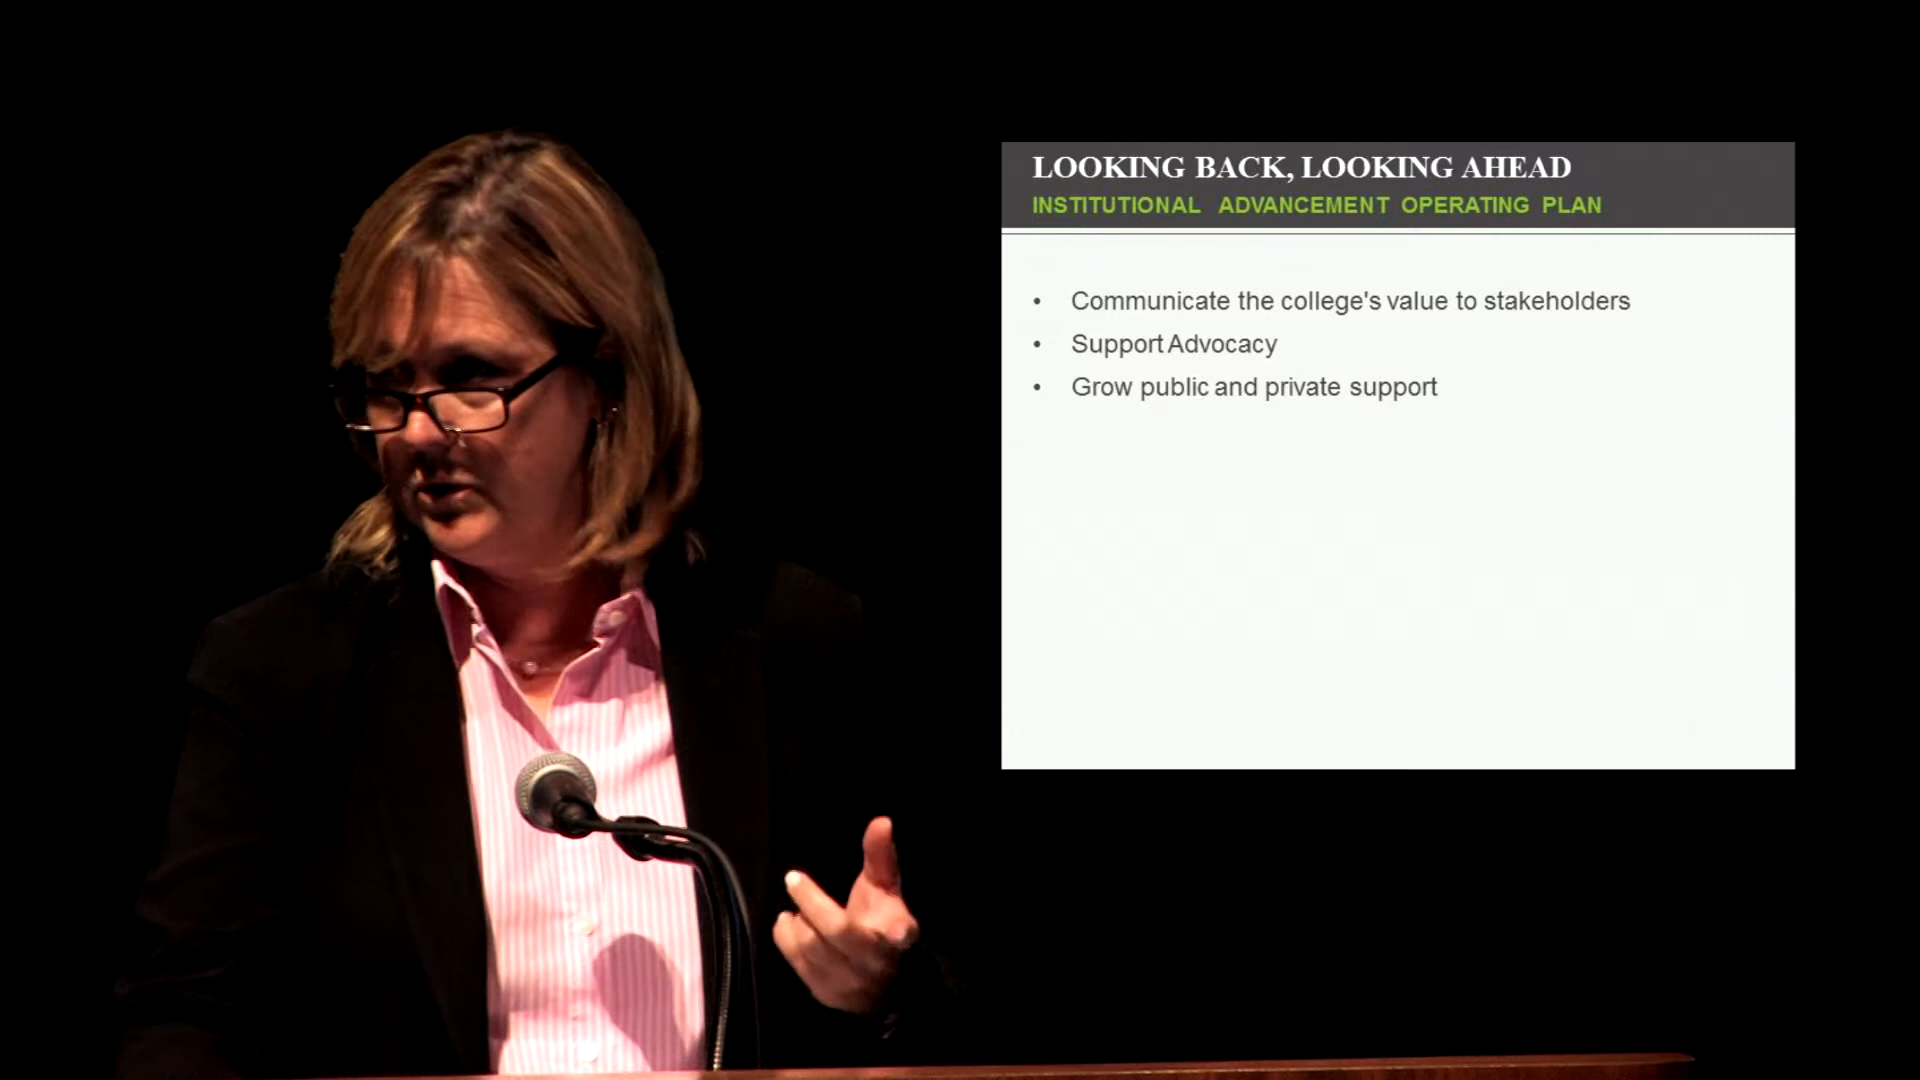 LOOKING BACK, LOOKING AHEAD
INSTITUTIONAL ADVANCEMENT OPERATING PLAN
• Communicate the college's value to stakeholders
• Support Advocacy
• Grow public and private support